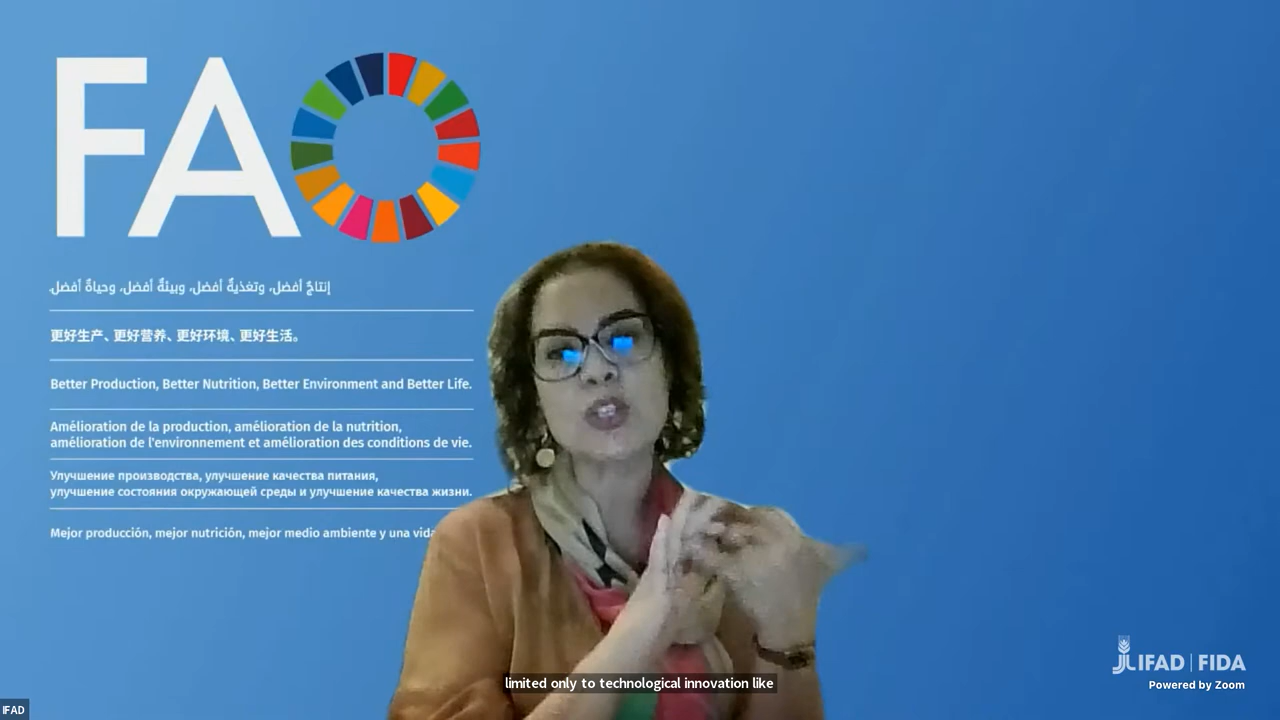 FAO
إنتاجٌ أفضل، وتغذيةٌ أفضل، وبيئةٌ أفضل، وحياةٌ أفضل.
更好生产、更好营养、更好环境、更好生活。
Better Production, Better Nutrition, Better Environment and Better Life.
Amélioration de la production, amélioration de la nutrition,
amélioration de l'environnement et amélioration des conditions de vie.
Улучшение производства, улучшение качества питания,
улучшение состояния окружающей среды и улучшение качества жизни.
Mejor producción, mejor nutrición, mejor medio ambiente y una vida
limited only to technological innovation like
IFAD | FIDA
Powered by Zoom
IFAD